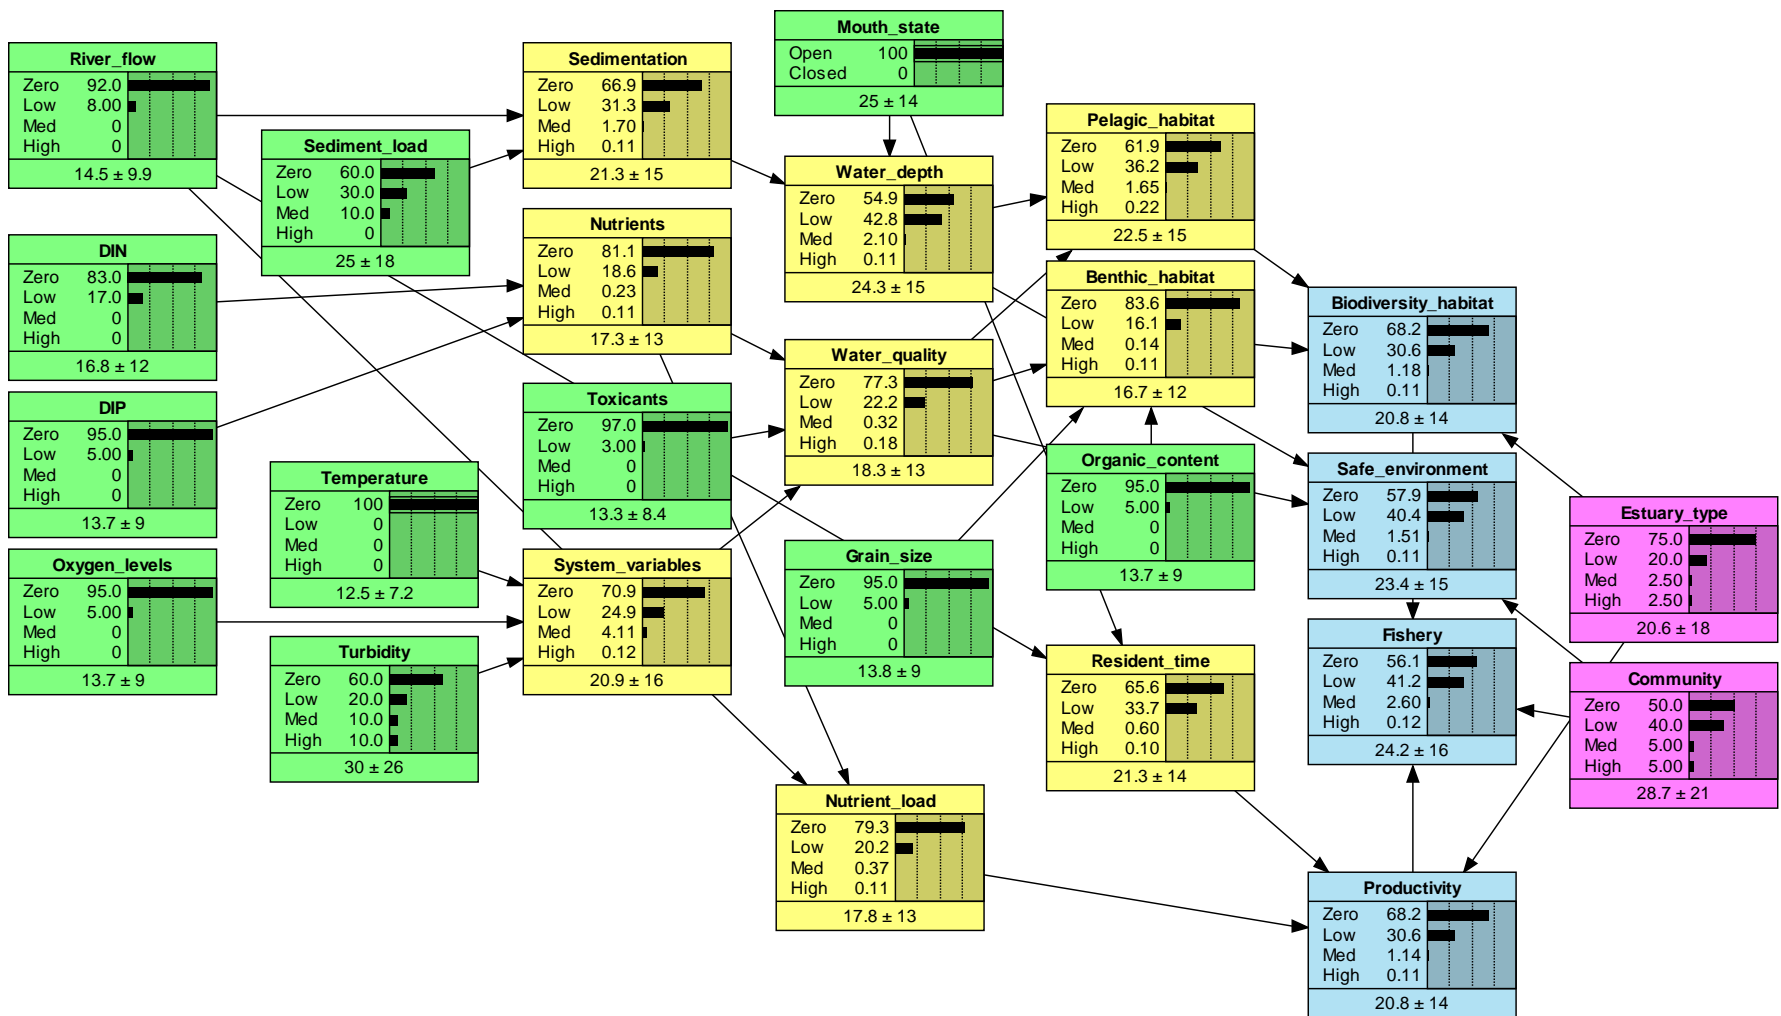 River_flow
Zero 92.0
Low 8.00
Med 0
High 0
14.5 ± 9.9
DIN
Zero 83.0
Low 17.0
Med 0
High 0
16.8 ± 12
DIP
Zero 95.0
Low 5.00
Med 0
High 0
13.7 ± 9
Oxygen_levels
Zero 95.0
Low 5.00
Med 0
High 0
13.7 ± 9
Sediment_load
Zero 60.0
Low 30.0
Med 10.0
High 0
25 ± 18
Temperature
Zero 100
Low 0
Med 0
High 0
12.5 ± 7.2
Turbidity
Zero 60.0
Low 20.0
Med 10.0
High 10.0
30 ± 26
Sedimentation
Zero 66.9
Low 31.3
Med 1.70
High 0.11
21.3 ± 15
Nutrients
Zero 81.1
Low 18.6
Med 0.23
High 0.11
17.3 ± 13
Toxicants
Zero 97.0
Low 3.00
Med 0
High 0
13.3 ± 8.4
System_variables
Zero 70.9
Low 24.9
Med 4.11
High 0.12
20.9 ± 16
Mouth_state
Open 100
Closed 0
25 ± 14
Water_depth
Zero 54.9
Low 42.8
Med 2.10
High 0.11
24.3 ± 15
Water_quality
Zero 77.3
Low 22.2
Med 0.32
High 0.18
18.3 ± 13
Grain_size
Zero 95.0
Low 5.00
Med 0
High 0
13.8 ± 9
Nutrient_load
Zero 79.3
Low 20.2
Med 0.37
High 0.11
17.8 ± 13
Pelagic_habitat
Zero 61.9
Low 36.2
Med 1.65
High 0.22
22.5 ± 15
Benthic_habitat
Zero 83.6
Low 16.1
Med 0.14
High 0.11
16.7 ± 12
Organic_content
Zero 95.0
Low 5.00
Med 0
High 0
13.7 ± 9
Resident_time
Zero 65.6
Low 33.7
Med 0.60
High 0.10
21.3 ± 14
Biodiversity_habitat
Zero 68.2
Low 30.6
Med 1.18
High 0.11
20.8 ± 14
Safe_environment
Zero 57.9
Low 40.4
Med 1.51
High 0.11
23.4 ± 15
Fishery
Zero 56.1
Low 41.2
Med 2.60
High 0.12
24.2 ± 16
Productivity
Zero 68.2
Low 30.6
Med 1.14
High 0.11
20.8 ± 14
Estuary_type
Zero 75.0
Low 20.0
Med 2.50
High 2.50
20.6 ± 18
Community
Zero 50.0
Low 40.0
Med 5.00
High 5.00
28.7 ± 21